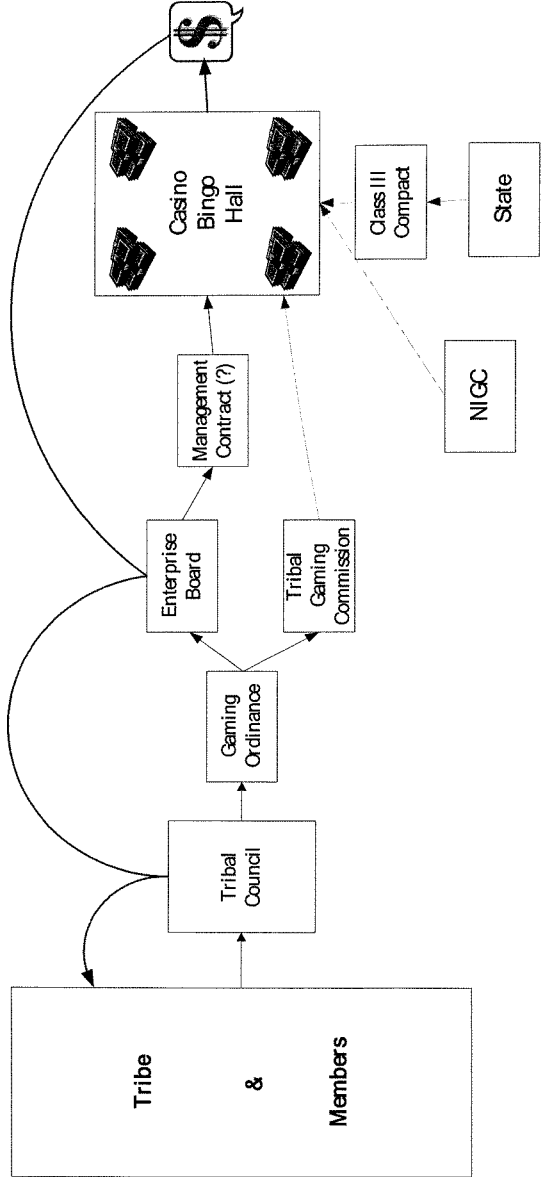 Tribe
&
Members
Tribal
Council
Gaming
Ordinance
Enterprise
Board
Tribal
Gaming
Commission
Management
Contract (?)
Casino
Bingo
Hall
$
NIGC
Class III
Compact
State